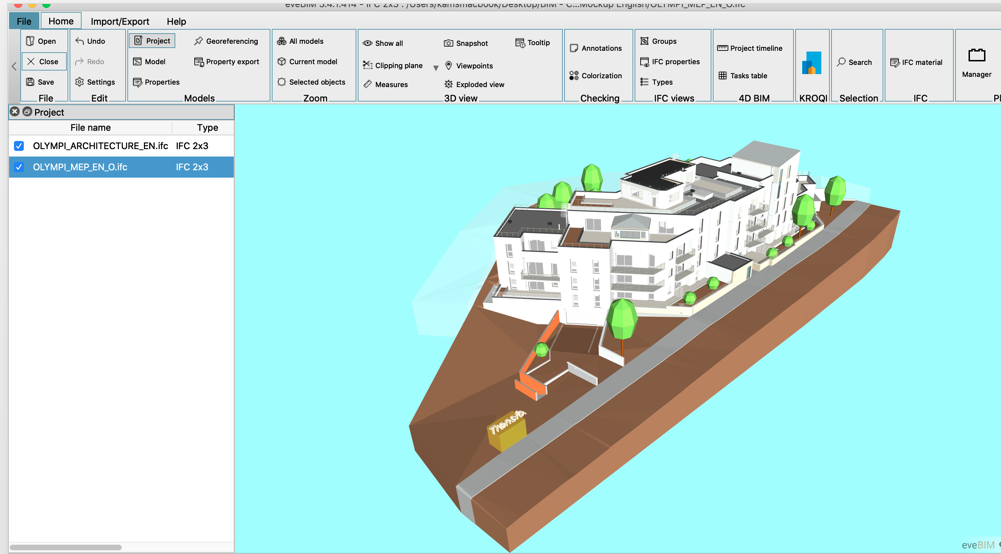 eveBIM 3.4.1.414 - IFC 2x3 : /Users/karismacbook/Desktop/BIM - C...Mockup English/OLYMPI_MEP_EN_O.ifc
File Home Import/Export Help
Open Undo Project Georeferencing All models Show all Snapshot Tooltip Annotations Groups Project timeline Search IFC material Manager
Close Redo Model Property export Current model Clipping plane Viewpoints Colorization IFC properties Tasks table
Save Settings Properties Selected objects Measures Exploded view Types
File Edit Models Zoom 3D view Checking IFC views 4D BIM KROQI Selection IFC
Project
File name Type
OLYMPI_ARCHITECTURE_EN.ifc IFC 2x3
OLYMPI_MEP_EN_O.ifc IFC 2x3
eveBIM